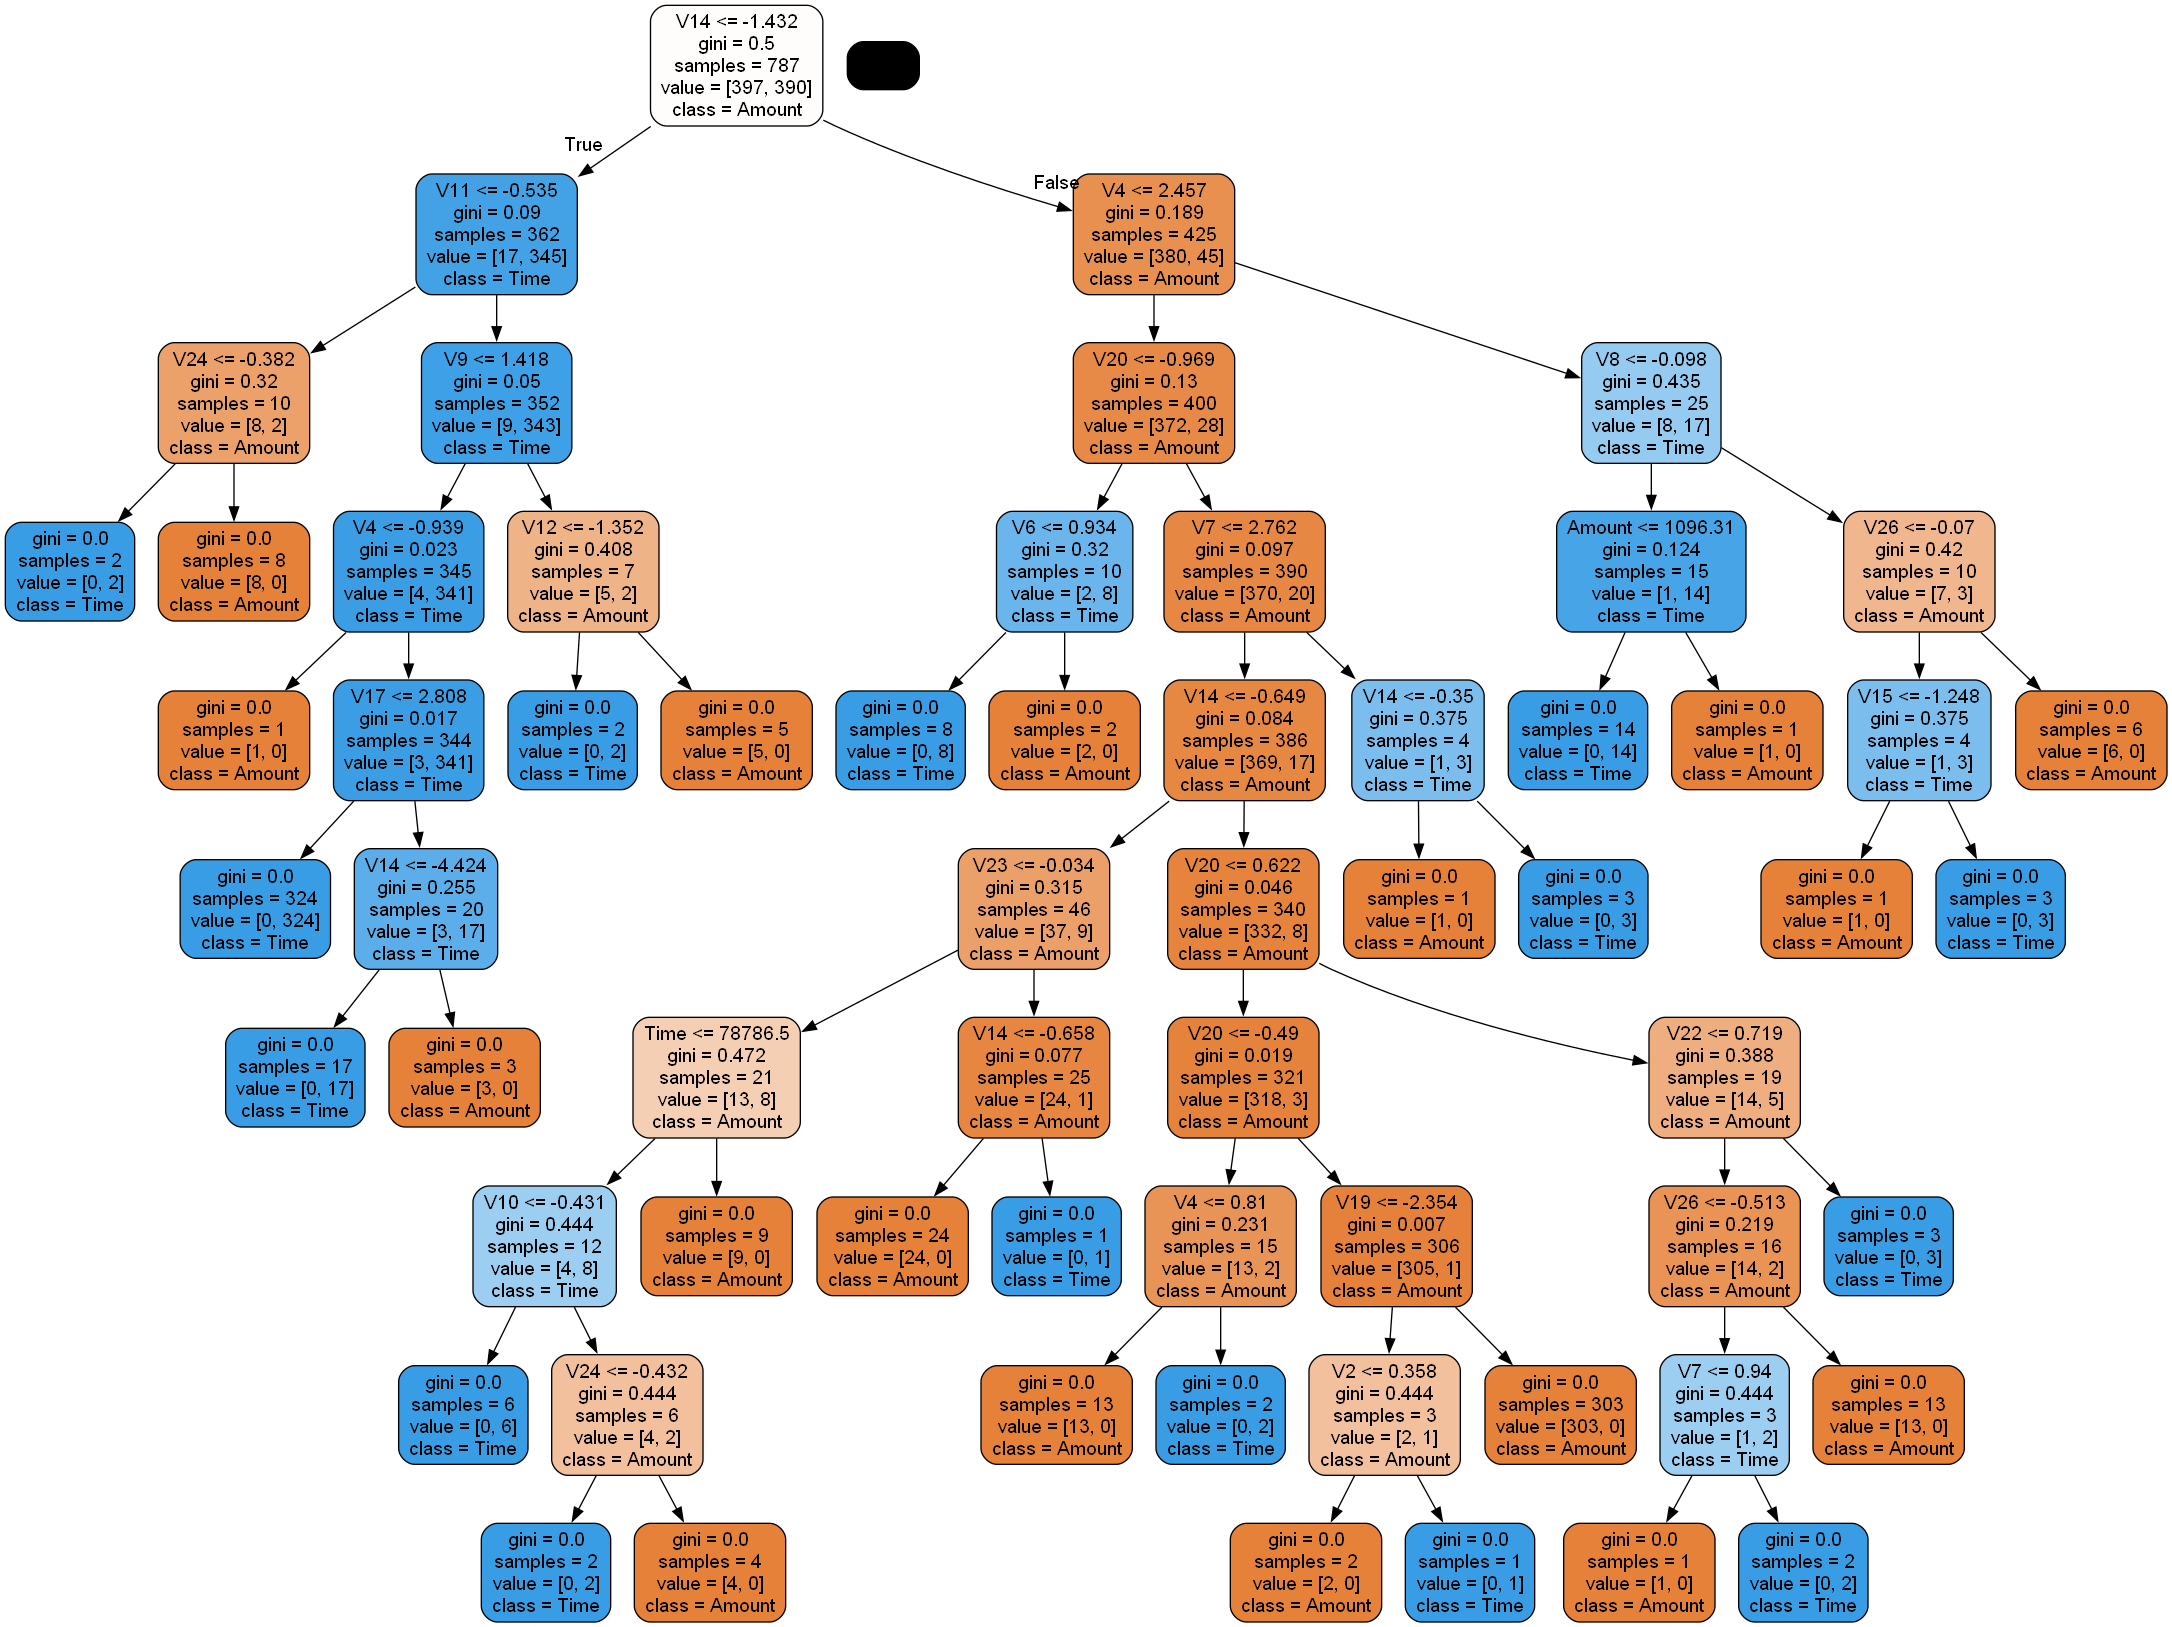 V14 <= -1.432
gini = 0.5
samples = 787
value = [397, 390]
class = Amount
True
False
V11 <= -0.535
gini = 0.09
samples = 362
value = [17, 345]
class = Time
V4 <= 2.457
gini = 0.189
samples = 425
value = [380, 45]
class = Amount
V24 <= -0.382
gini = 0.32
samples = 10
value = [8, 2]
class = Amount
V9 <= 1.418
gini = 0.05
samples = 352
value = [9, 343]
class = Time
V20 <= -0.969
gini = 0.13
samples = 400
value = [372, 28]
class = Amount
V8 <= -0.098
gini = 0.435
samples = 25
value = [8, 17]
class = Time
gini = 0.0
samples = 2
value = [0, 2]
class = Time
gini = 0.0
samples = 8
value = [8, 0]
class = Amount
V4 <= -0.939
gini = 0.023
samples = 345
value = [4, 341]
class = Time
V12 <= -1.352
gini = 0.408
samples = 7
value = [5, 2]
class = Amount
V6 <= 0.934
gini = 0.32
samples = 10
value = [2, 8]
class = Time
V7 <= 2.762
gini = 0.097
samples = 390
value = [370, 20]
class = Amount
Amount <= 1096.31
gini = 0.124
samples = 15
value = [1, 14]
class = Time
V26 <= -0.07
gini = 0.42
samples = 10
value = [7, 3]
class = Amount
gini = 0.0
samples = 1
value = [1, 0]
class = Amount
V17 <= 2.808
gini = 0.017
samples = 344
value = [3, 341]
class = Time
gini = 0.0
samples = 2
value = [0, 2]
class = Time
gini = 0.0
samples = 5
value = [5, 0]
class = Amount
gini = 0.0
samples = 8
value = [0, 8]
class = Time
gini = 0.0
samples = 2
value = [2, 0]
class = Amount
V14 <= -0.649
gini = 0.084
samples = 386
value = [369, 17]
class = Amount
V14 <= -0.35
gini = 0.375
samples = 4
value = [1, 3]
class = Time
gini = 0.0
samples = 14
value = [0, 14]
class = Time
gini = 0.0
samples = 1
value = [1, 0]
class = Amount
V15 <= -1.248
gini = 0.375
samples = 4
value = [1, 3]
class = Time
gini = 0.0
samples = 6
value = [6, 0]
class = Amount
gini = 0.0
samples = 324
value = [0, 324]
class = Time
V14 <= -4.424
gini = 0.255
samples = 20
value = [3, 17]
class = Time
V23 <= -0.034
gini = 0.315
samples = 46
value = [37, 9]
class = Amount
V20 <= 0.622
gini = 0.046
samples = 340
value = [332, 8]
class = Amount
gini = 0.0
samples = 1
value = [1, 0]
class = Amount
gini = 0.0
samples = 3
value = [0, 3]
class = Time
gini = 0.0
samples = 1
value = [1, 0]
class = Amount
gini = 0.0
samples = 3
value = [0, 3]
class = Time
gini = 0.0
samples = 17
value = [0, 17]
class = Time
gini = 0.0
samples = 3
value = [3, 0]
class = Amount
Time <= 78786.5
gini = 0.472
samples = 21
value = [13, 8]
class = Amount
V14 <= -0.658
gini = 0.077
samples = 25
value = [24, 1]
class = Amount
V20 <= -0.49
gini = 0.019
samples = 321
value = [318, 3]
class = Amount
V22 <= 0.719
gini = 0.388
samples = 19
value = [14, 5]
class = Amount
V10 <= -0.431
gini = 0.444
samples = 12
value = [4, 8]
class = Time
gini = 0.0
samples = 9
value = [9, 0]
class = Amount
gini = 0.0
samples = 24
value = [24, 0]
class = Amount
gini = 0.0
samples = 1
value = [0, 1]
class = Time
V4 <= 0.81
gini = 0.231
samples = 15
value = [13, 2]
class = Amount
V19 <= -2.354
gini = 0.007
samples = 306
value = [305, 1]
class = Amount
V26 <= -0.513
gini = 0.219
samples = 16
value = [14, 2]
class = Amount
gini = 0.0
samples = 3
value = [0, 3]
class = Time
gini = 0.0
samples = 6
value = [0, 6]
class = Time
V24 <= -0.432
gini = 0.444
samples = 6
value = [4, 2]
class = Amount
gini = 0.0
samples = 13
value = [13, 0]
class = Amount
gini = 0.0
samples = 2
value = [0, 2]
class = Time
V2 <= 0.358
gini = 0.444
samples = 3
value = [2, 1]
class = Amount
gini = 0.0
samples = 303
value = [303, 0]
class = Amount
V7 <= 0.94
gini = 0.444
samples = 3
value = [1, 2]
class = Time
gini = 0.0
samples = 13
value = [13, 0]
class = Amount
gini = 0.0
samples = 2
value = [0, 2]
class = Time
gini = 0.0
samples = 4
value = [4, 0]
class = Amount
gini = 0.0
samples = 2
value = [2, 0]
class = Amount
gini = 0.0
samples = 1
value = [0, 1]
class = Time
gini = 0.0
samples = 1
value = [1, 0]
class = Amount
gini = 0.0
samples = 2
value = [0, 2]
class = Time